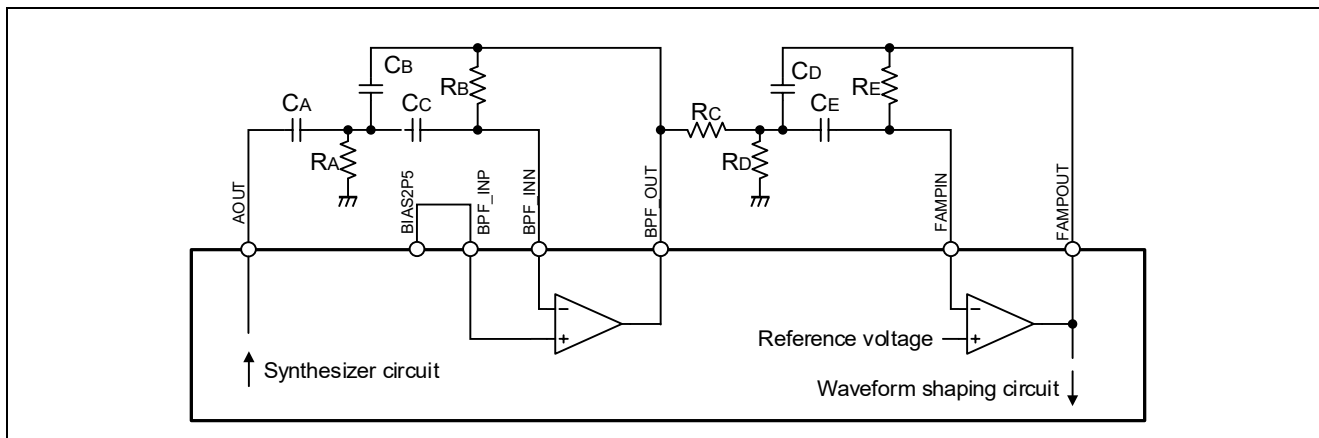 CB
RB
CD
RE
CA
CC
RC
CE
RA
RD
AOUT
BIAS2P5
BPF_INP
BPF_INN
BPF_OUT
FAMPIN
FAMPOUT
−
+
−
Reference voltage
+
Synthesizer circuit
Waveform shaping circuit